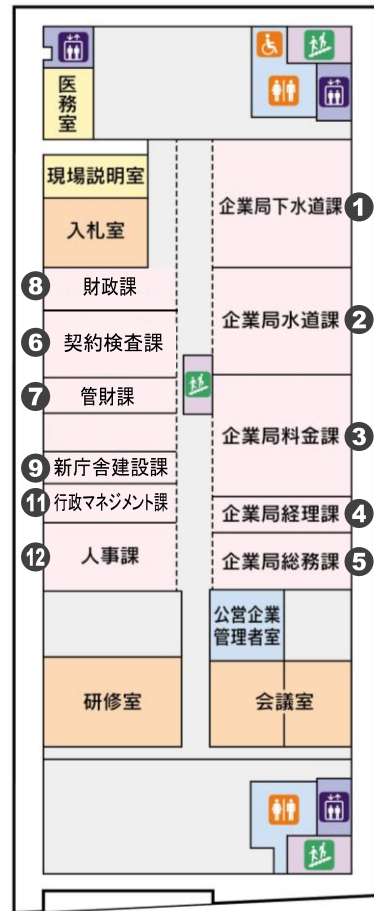 医
務
室
現場説明室
入札室
企業局下水道課 1
8 財政課
企業局水道課 2
6 契約検査課
7 管財課
企業局料金課 3
9 新庁舎建設課
11 行政マネジメント課
企業局経理課 4
12 人事課
企業局総務課 5
公営企業
管理者室
研修室
会議室